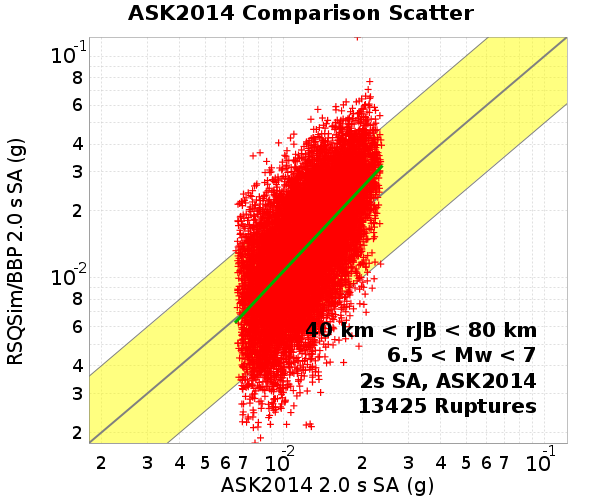 ASK2014 Comparison Scatter
RSQSim/BBP 2.0 s SA (g)
10-1
8
6
4
3
2
10-2
8
6
4
3
2
40 km < rJB < 80 km
6.5 < Mw < 7
2s SA, ASK2014
13425 Ruptures
2 3 4 5 6 7 10-2 2 3 4 5 6 7 10-1
ASK2014 2.0 s SA (g)